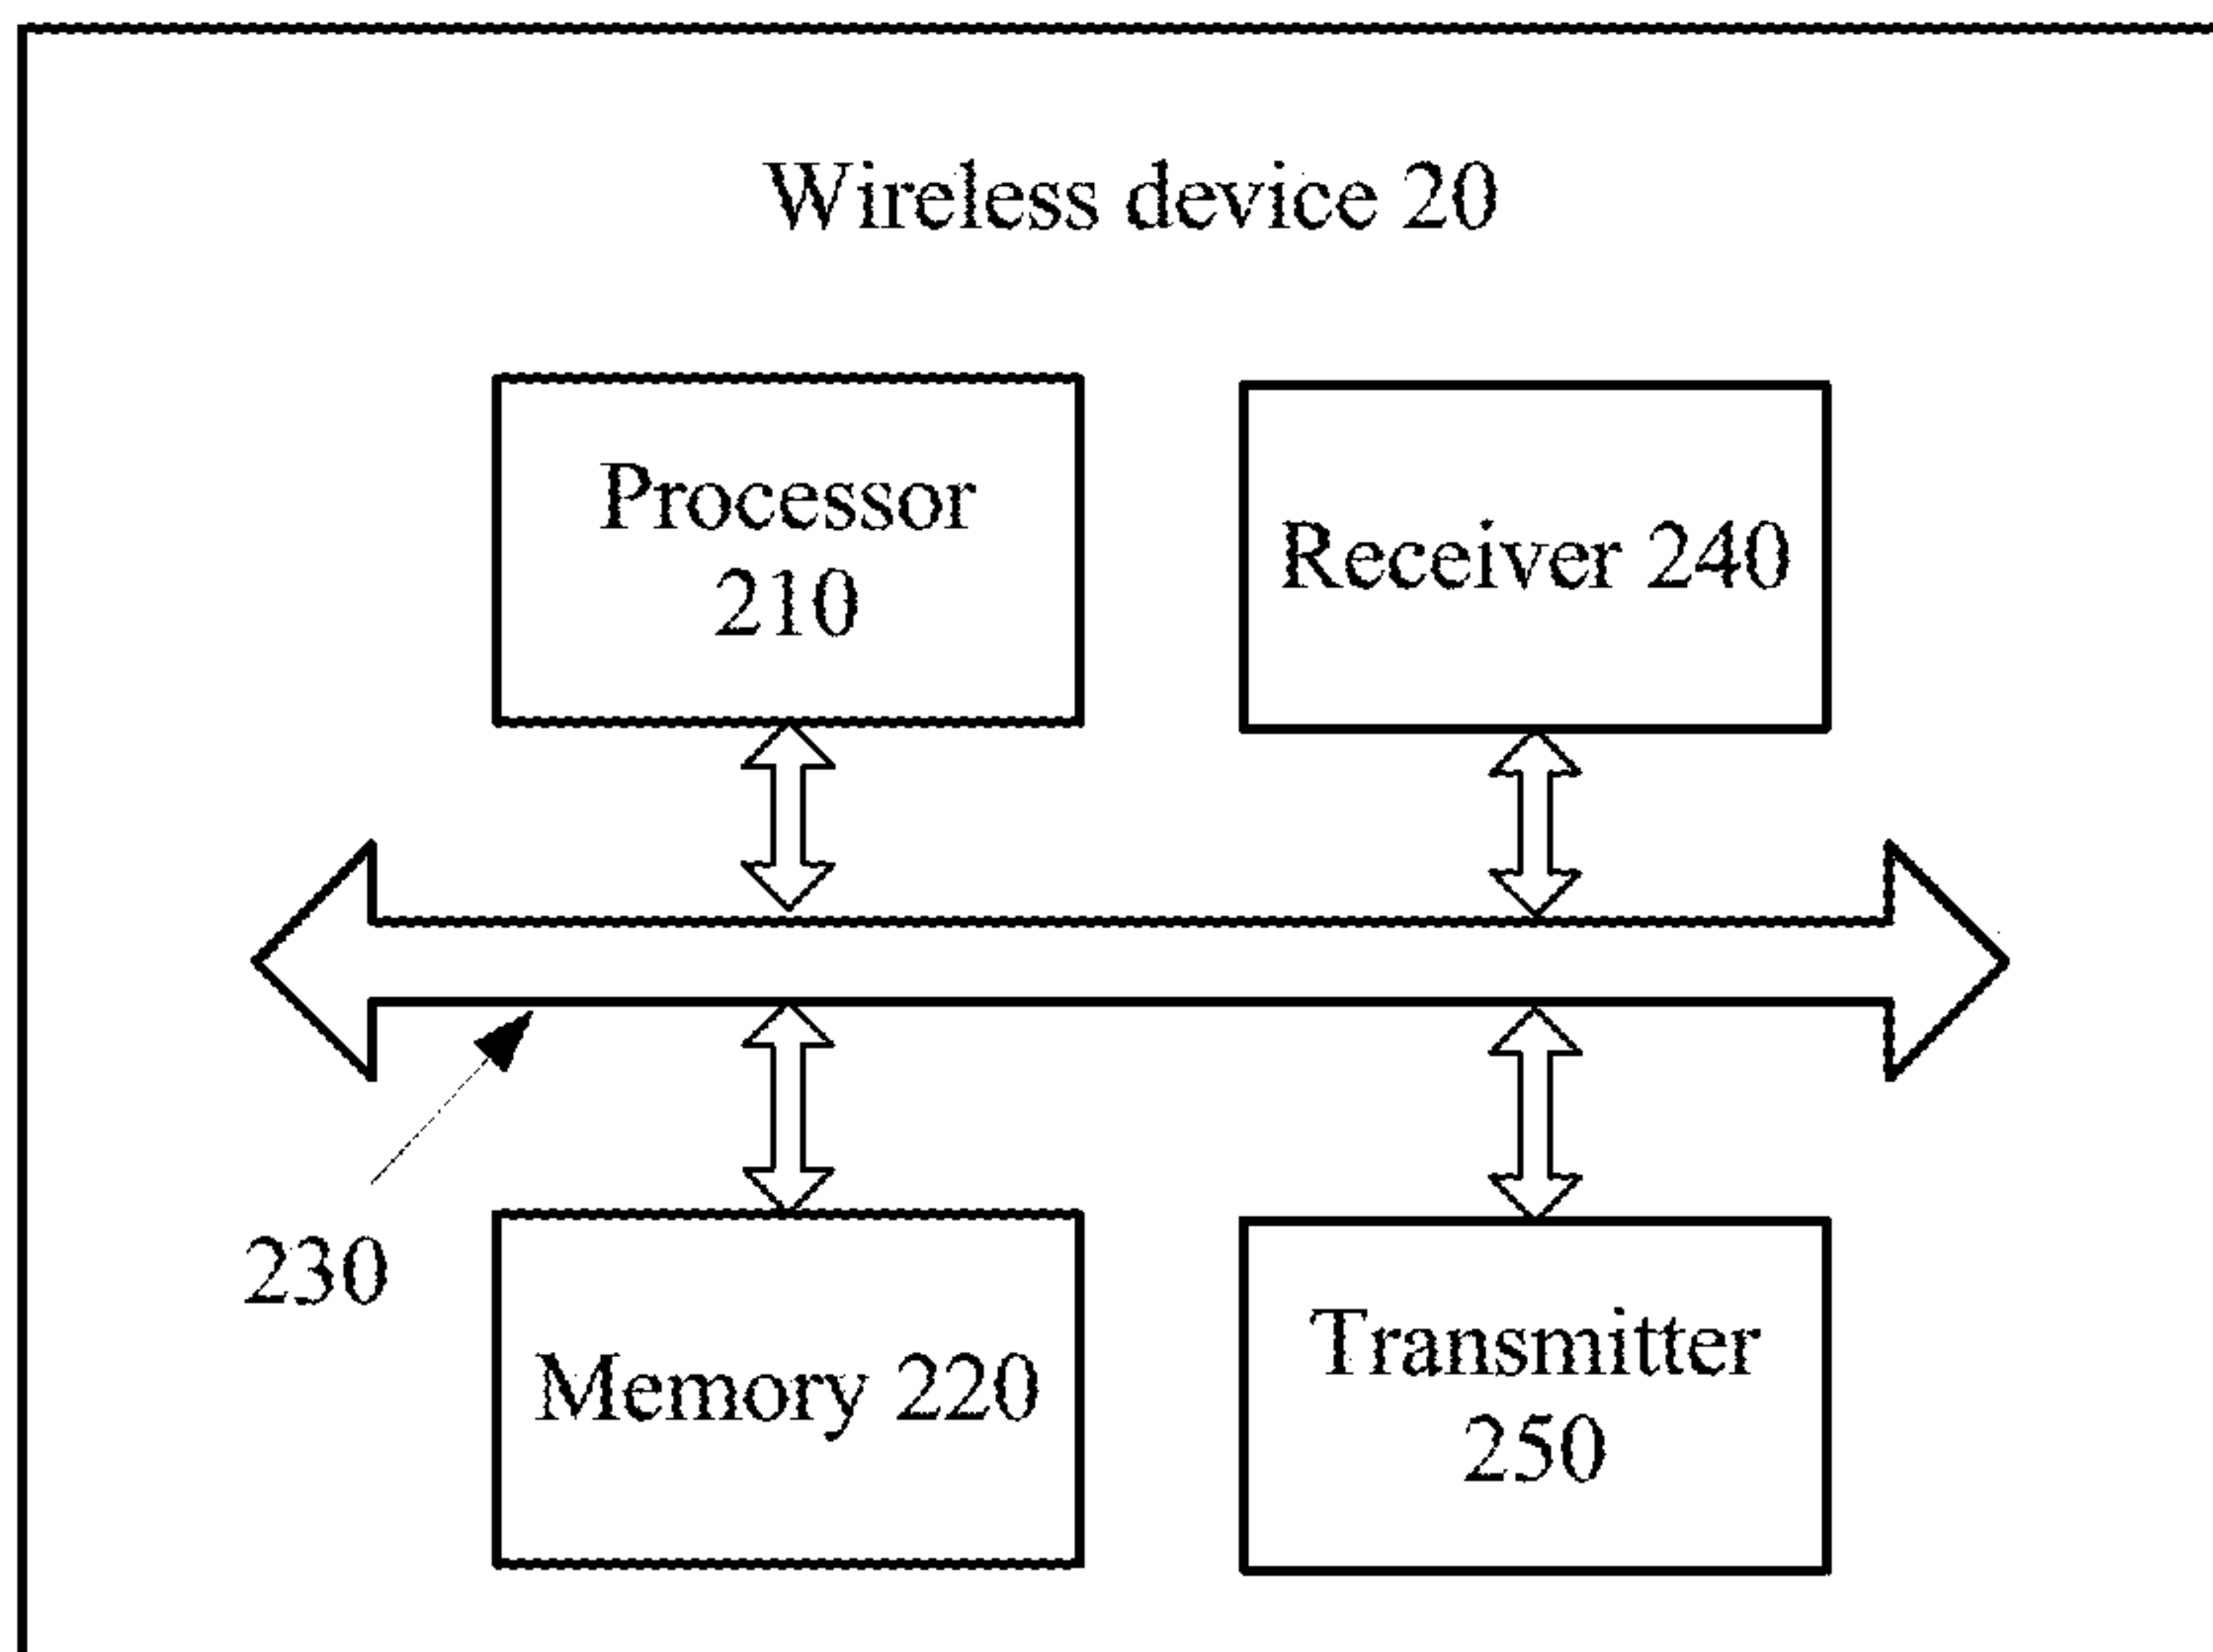 Wireless device 20
Processor
210
Receiver 240
230
Memory 220
Transmitter
250